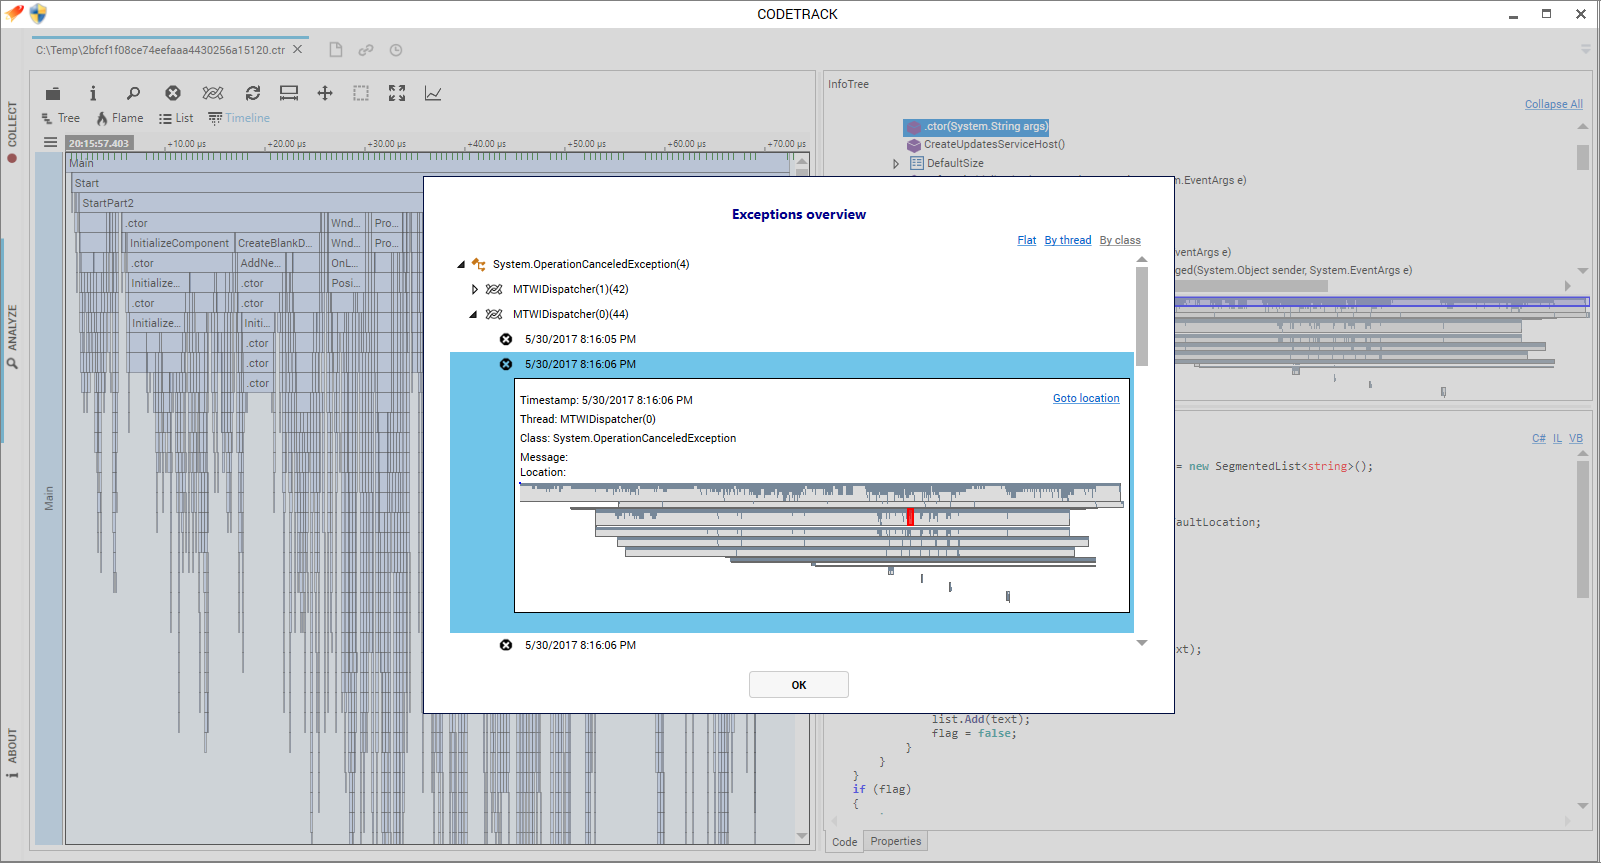 CODETRACK
C:\Temp\2bfcf1f08ce74eefaaa4430256a15120.ctr
COLLECT
ANALYZE
ABOUT
Tree Flame List Timeline
20:15:57.403 +10.00 µs +20.00 µs +30.00 µs +40.00 µs +50.00 µs +60.00 µs +70.00 µs
Main
Main
Start
StartPart2
.ctor Wnd... Pro...
InitializeComponent CreateBlankD... Wnd... Pro...
.ctor AddNe... OnL...
Initialize... .ctor Posi...
.ctor .ctor
Initialize... Initi...
.ctor
.ctor
.ctor
InfoTree
Collapse All
.ctor(System.String args)
CreateUpdatesServiceHost()
DefaultSize
m.EventArgs e)
ventArgs e)
ged(System.Object sender, System.EventArgs e)
Exceptions overview
Flat By thread By class
System.OperationCanceledException(4)
MTWIDispatcher(1)(42)
MTWIDispatcher(0)(44)
5/30/2017 8:16:05 PM
5/30/2017 8:16:06 PM
Timestamp: 5/30/2017 8:16:06 PM
Goto location
Thread: MTWIDispatcher(0)
Class: System.OperationCanceledException
Message:
Location:
5/30/2017 8:16:06 PM
OK
C# IL VB
= new SegmentedList<string>();
aultLocation;
xt);
list.Add(text);
flag = false;
}
}
}
if (flag)
{
Code Properties